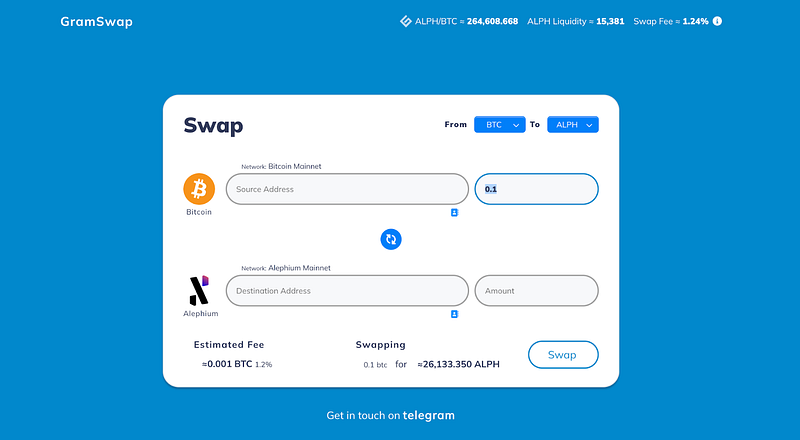 GramSwap
ALPH/BTC ≈ 264,608.668 ALPH Liquidity ≈ 15,381 Swap Fee ≈ 1.24%
Swap
From BTC To ALPH
Network: Bitcoin Mainnet
Source Address 0.1
Bitcoin
Network: Alephium Mainnet
Destination Address Amount
Alephium
Estimated Fee Swapping
≈0.001 BTC 1.2% 0.1 btc for ≈26,133.350 ALPH
Swap
Get in touch on telegram